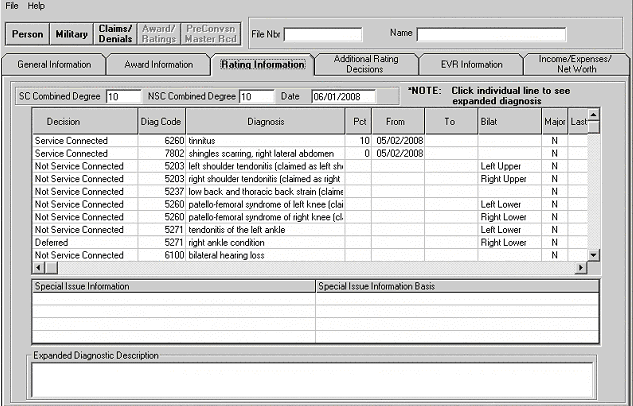 File Help
Person Military Claims/ Denials Award/ Ratings PreConvsn Master Rcd File Nbr Name
General Information Award Information Rating Information Additional Rating Decisions EVR Information Income/Expenses/ Net Worth
SC Combined Degree 10 NSC Combined Degree 10 Date 06/01/2008 *NOTE: Click individual line to see expanded diagnosis
Decision Diag Code Diagnosis Pct From To Bilat Major Last
Service Connected 6260 tinnitus 10 05/02/2008 N
Service Connected 7802 shingles scarring, right lateral abdomen 0 05/02/2008 N
Not Service Connected 5203 left shoulder tendonitis (claimed as left sh Left Upper N
Not Service Connected 5203 right shoulder tendonitis (claimed as right Right Upper N
Not Service Connected 5237 low back and thoracic back strain (claime N
Not Service Connected 5260 patello-femoral syndrome of left knee (clai Left Lower N
Not Service Connected 5260 patello-femoral syndrome of right knee (cl Right Lower N
Not Service Connected 5271 tendonitis of the left ankle Left Lower N
Deferred 5271 right ankle condition Right Lower N
Not Service Connected 6100 bilateral hearing loss N
Special Issue Information Special Issue Information Basis
Expanded Diagnostic Description